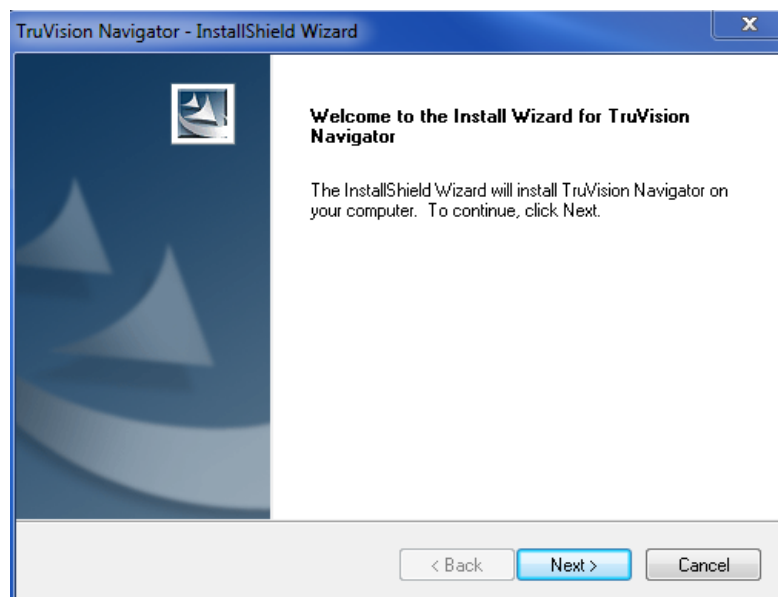 TruVision Navigator - InstallShield Wizard
X
Welcome to the Install Wizard for TruVision
Navigator
The InstallShield Wizard will install TruVision Navigator on
your computer.  To continue, click Next.
< Back
Next >
Cancel